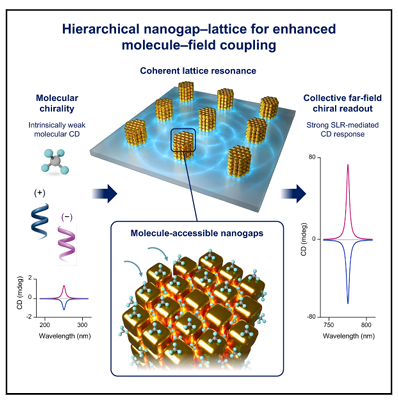 Hierarchical nanogap–lattice for enhanced
molecule–field coupling
Coherent lattice resonance
Molecular
chirality
Intrinsically weak
molecular CD
(+)
(−)
CD (mdeg)
2
0
-2
200
300
Wavelength (nm)
Molecule-accessible nanogaps
Collective far-field
chiral readout
Strong SLR-mediated
CD response
CD (mdeg)
80
0
-80
750
800
Wavelength (nm)